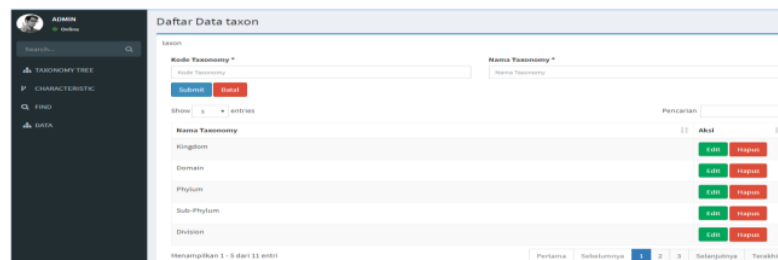 ADMIN
Online
Search...
TAXONOMY TREE
CHARACTERISTIC
FIND
DATA
Daftar Data taxon
taxon
Kode Taxonomy *
Nama Taxonomy *
Kode Taxonomy
Nama Taxonomy
Submit Batal
Show 5 entries
Pencarian
Nama Taxonomy Aksi
Kingdom Edit Hapus
Domain Edit Hapus
Phylum Edit Hapus
Sub-Phylum Edit Hapus
Division Edit Hapus
Menampilkan 1 - 5 dari 11 entri
Pertama Sebelumnya 1 2 3 Selanjutnya